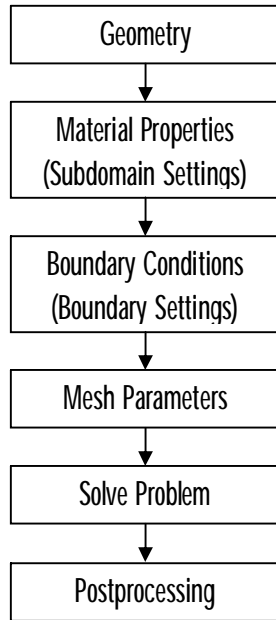 Geometry
Material Properties
(Subdomain Settings)
Boundary Conditions
(Boundary Settings)
Mesh Parameters
Solve Problem
Postprocessing